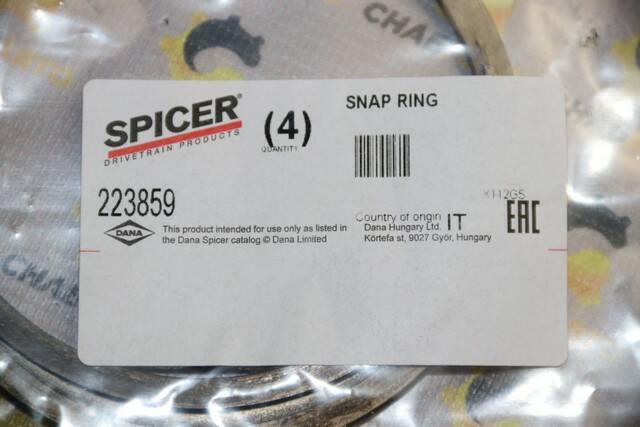 SPICER®
DRIVETRAIN PRODUCTS
(4)
QUANTITY
SNAP RING
223859
X112G5
DANA
This product intended for use only as listed in
the Dana Spicer catalog © Dana Limited
Country of origin IT
Dana Hungary Ltd.
Körtefa st, 9027 Győr, Hungary
EAC